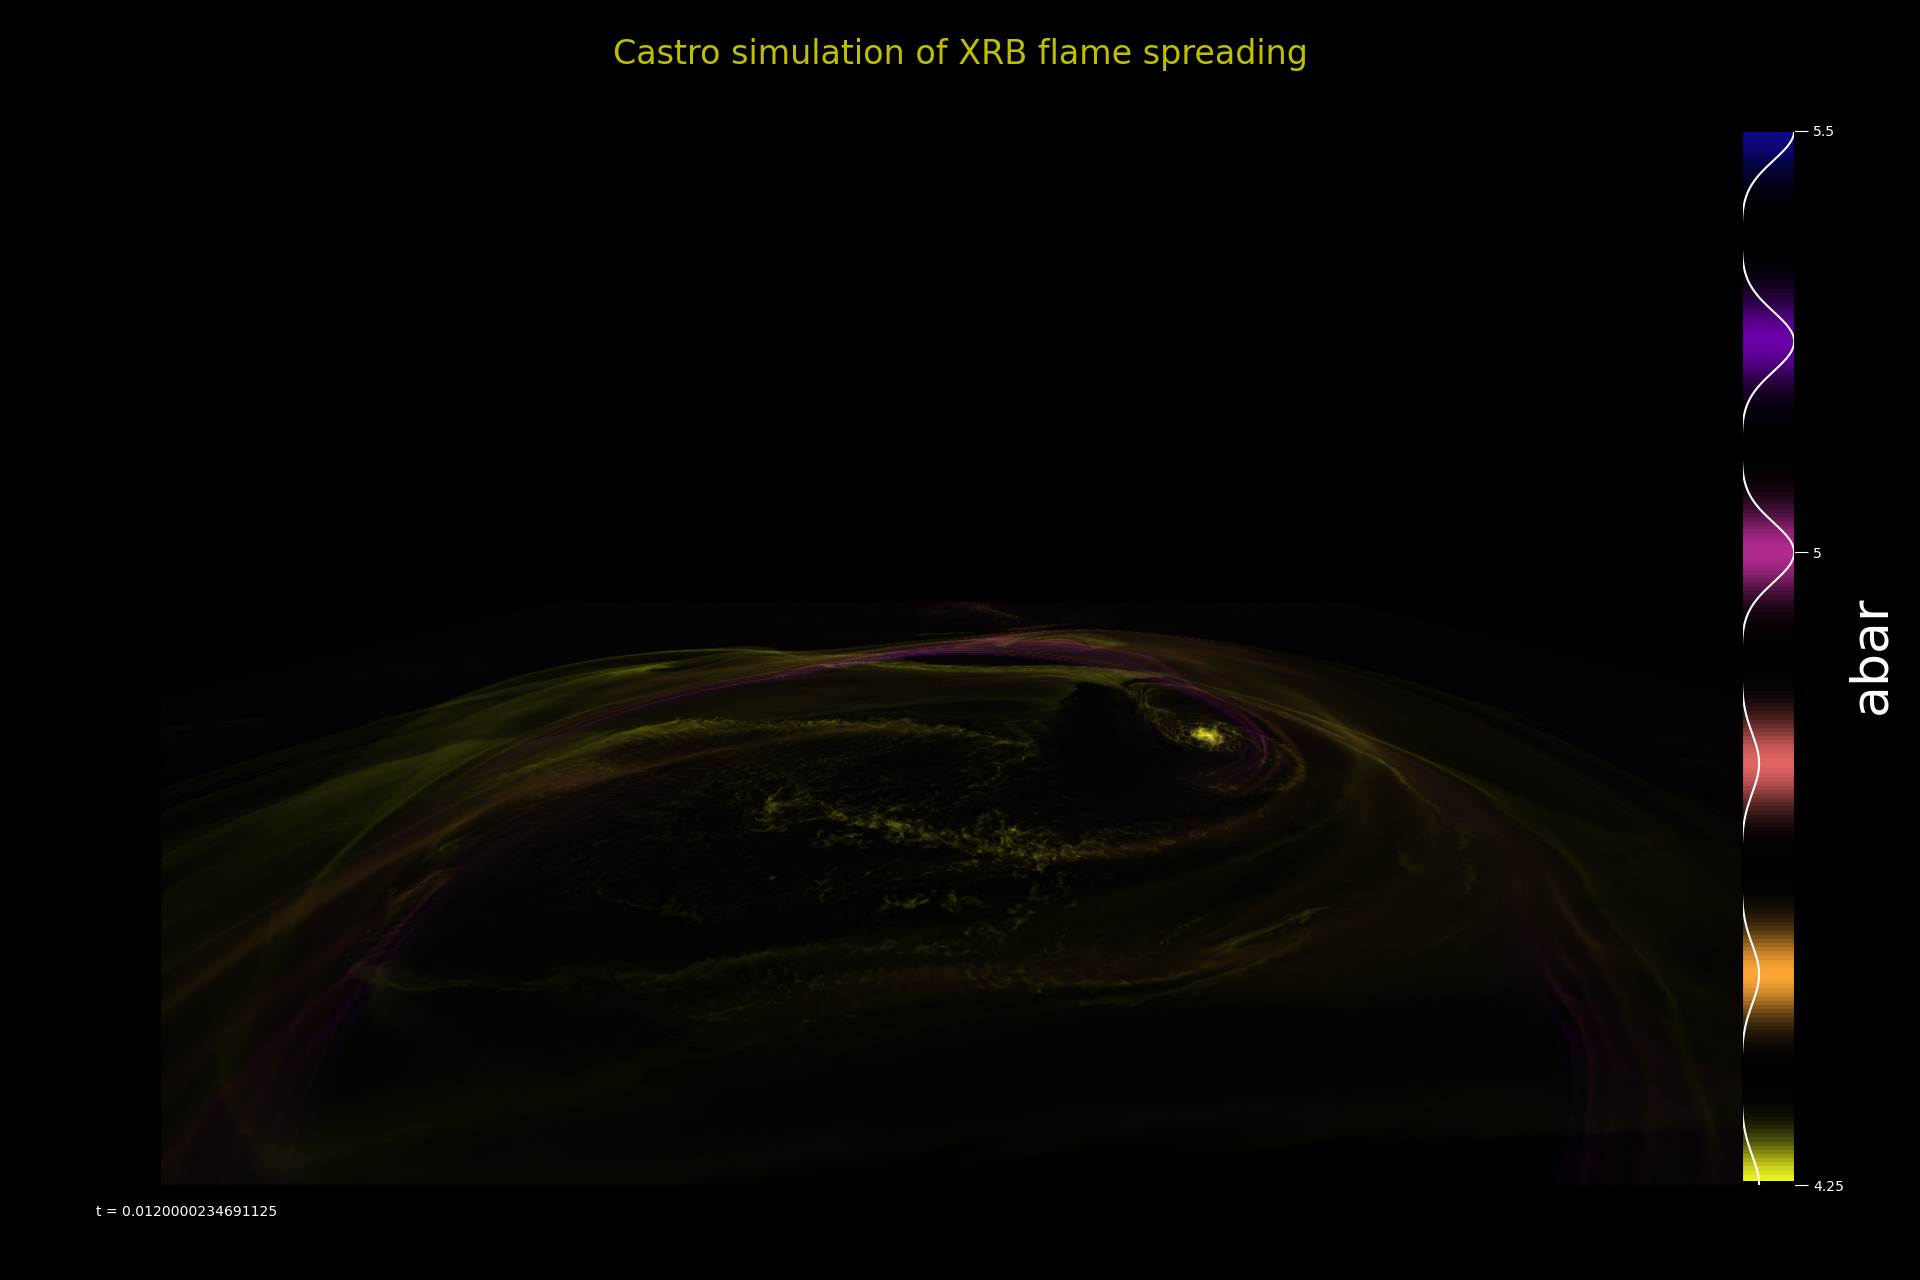 Castro simulation of XRB flame spreading
5.5
5
abar
4.25
t = 0.0120000234691125